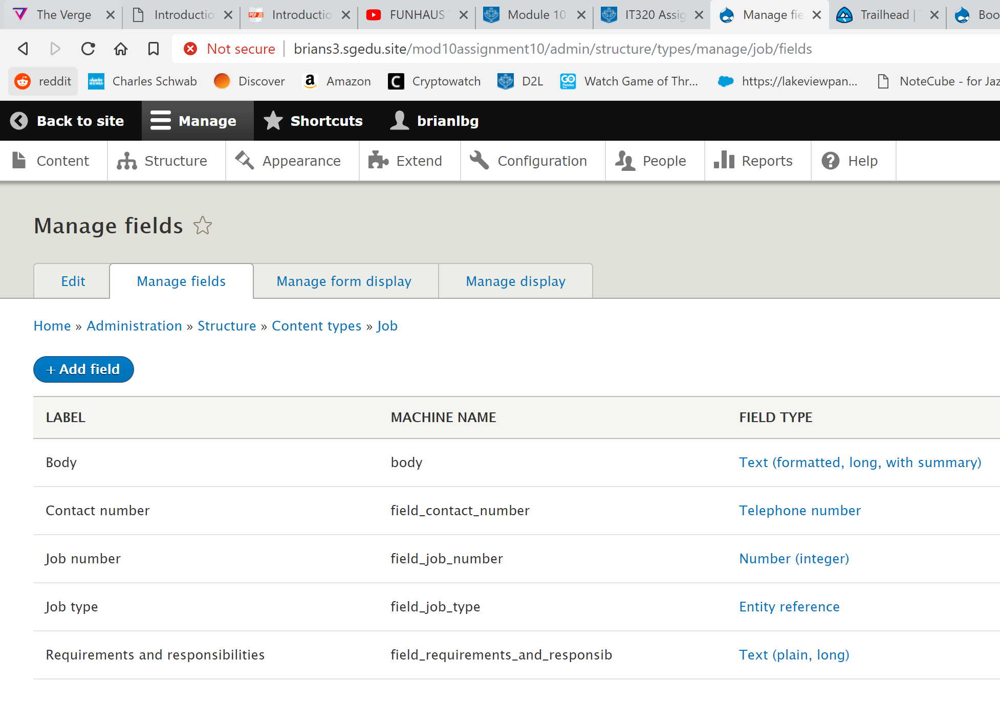 The Verge Introductio Introductio FUNHAUS Module 10 IT320 Assig Manage fie Trailhead | Boo
Not secure brians3.sgedu.site/mod10assignment10/admin/structure/types/manage/job/fields
reddit Charles Schwab Discover Amazon Cryptowatch D2L Watch Game of Thr... https://lakeviewpan... NoteCube - for Jaz
Back to site Manage Shortcuts brianlbg
Content Structure Appearance Extend Configuration People Reports Help
Manage fields
Edit Manage fields Manage form display Manage display
Home » Administration » Structure » Content types » Job
+ Add field
LABEL MACHINE NAME FIELD TYPE
Body body Text (formatted, long, with summary)
Contact number field_contact_number Telephone number
Job number field_job_number Number (integer)
Job type field_job_type Entity reference
Requirements and responsibilities field_requirements_and_responsib Text (plain, long)